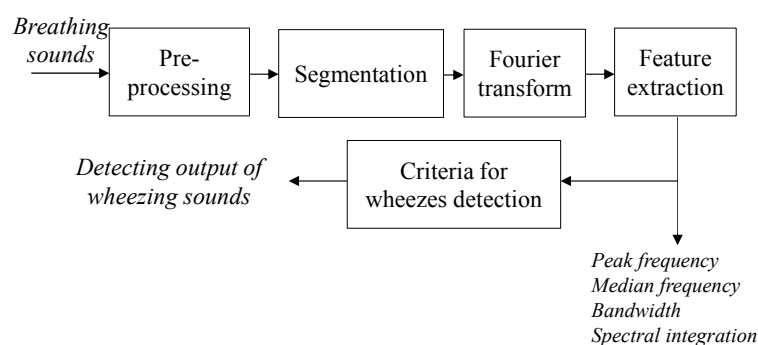 Breathing
sounds
Pre-
processing
Segmentation
Fourier
transform
Feature
extraction
Detecting output of
wheezing sounds
Criteria for
wheezes detection
Peak frequency
Median frequency
Bandwidth
Spectral integration